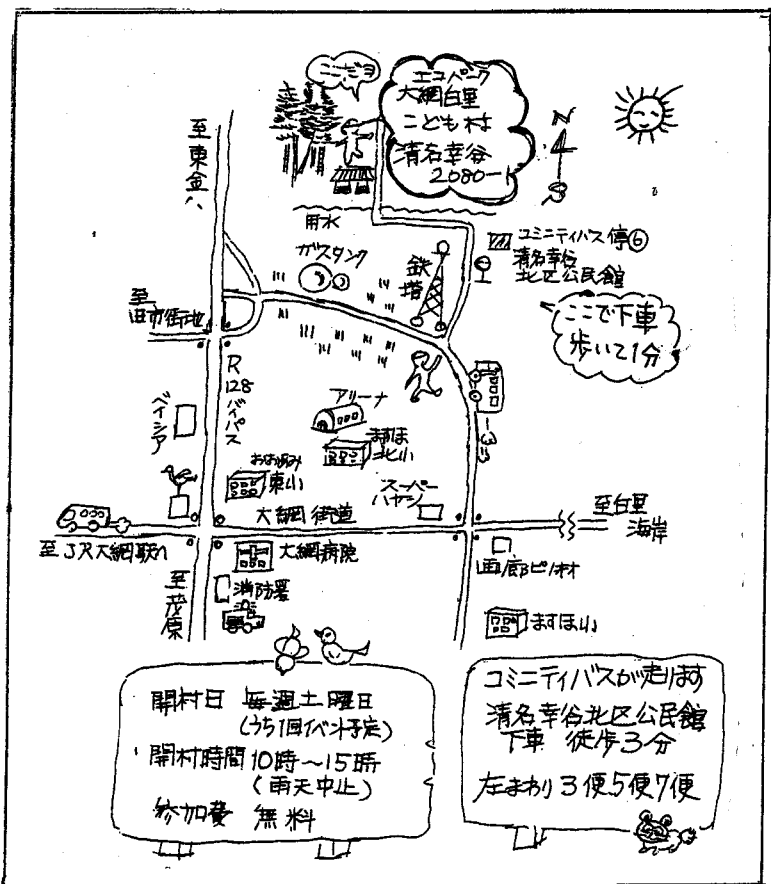 ここだヨ
エコパーク
大網白里
こども村
清名幸谷
2080-1
N
S
至東金へ
用水
ガスタンク
鉄塔
コミニティバス停⑥
清名幸谷
北区公民館
ここで下車
歩いて1分
至
旧市街地
R128バイパス
ベイシア
アリーナ
ますほ
北小
おおあみ
東小
スーパー
ハヤシ
大網街道
至白里
海岸
至JR大網駅へ
大網病院
画廊ピノキオ
至茂原
消防署
ますほ小
開村日 毎週土曜日
(うち1回イベント予定)
開村時間 10時〜15時
(雨天中止)
参加費 無料
コミニティバスが走ります
清名幸谷北区公民館
下車 徒歩3分
左まわり3便5便7便